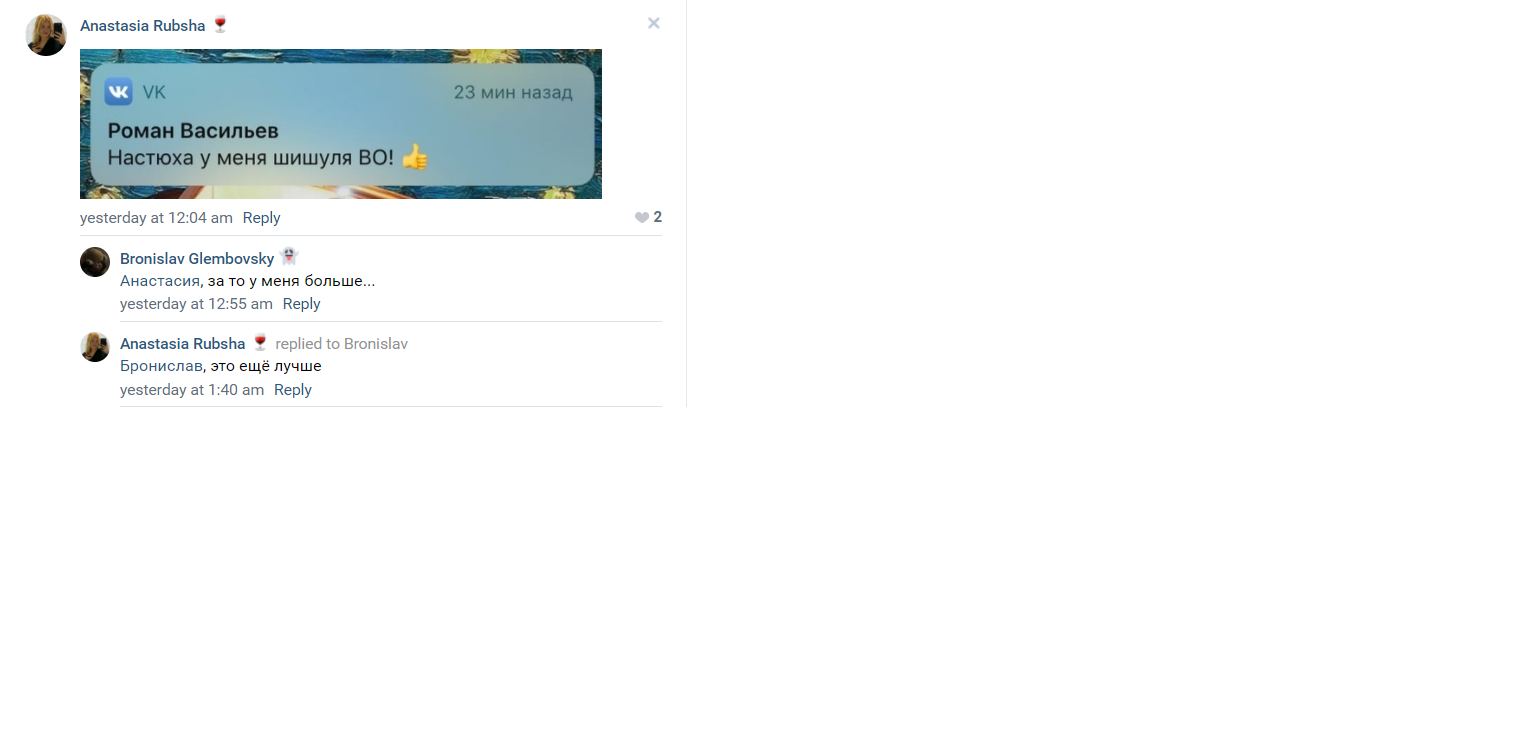 Anastasia Rubsha 🍷
VK
23 мин назад
Роман Васильев
Настюха у меня шишуля ВО! 👍
yesterday at 12:04 am Reply
2
Bronislav Glembovsky 👻
Анастасия, за то у меня больше...
yesterday at 12:55 am Reply
Anastasia Rubsha 🍷 replied to Bronislav
Бронислав, это ещё лучше
yesterday at 1:40 am Reply